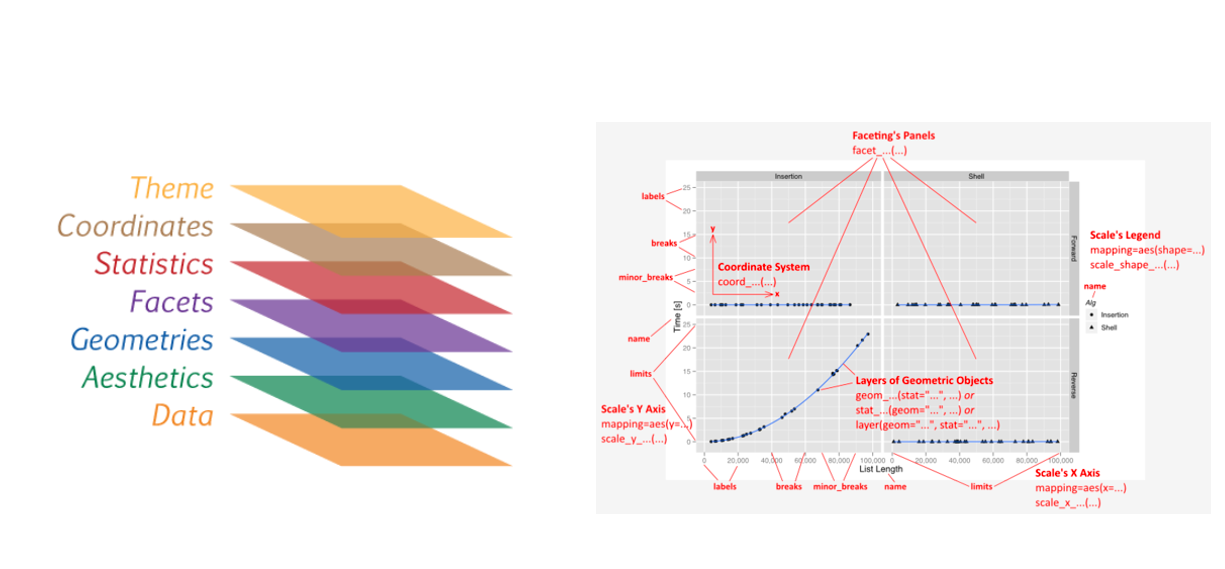 Theme
Coordinates
Statistics
Facets
Geometries
Aesthetics
Data
Faceting's Panels
facet_...(...)
Insertion
Shell
labels
breaks
minor_breaks
name
limits
25
20
15
10
5
0
y
x
Coordinate System
coord_...(...)
Forward
Time [s]
Scale's Legend
mapping=aes(shape=...)
scale_shape_...(...)
name
Alg
Insertion
Shell
Scale's Y Axis
mapping=aes(y=...)
scale_y_...(...)
25
20
15
10
5
0
Layers of Geometric Objects
geom_...(stat="...", ...) or
stat_...(geom="...", ...) or
layer(geom="...", stat="...", ...)
Reverse
0 20,000 40,000 60,000 80,000 100,000 0 20,000 40,000 60,000 80,000 100,000
List Length
labels breaks minor_breaks name limits
Scale's X Axis
mapping=aes(x=...)
scale_x_...(...)